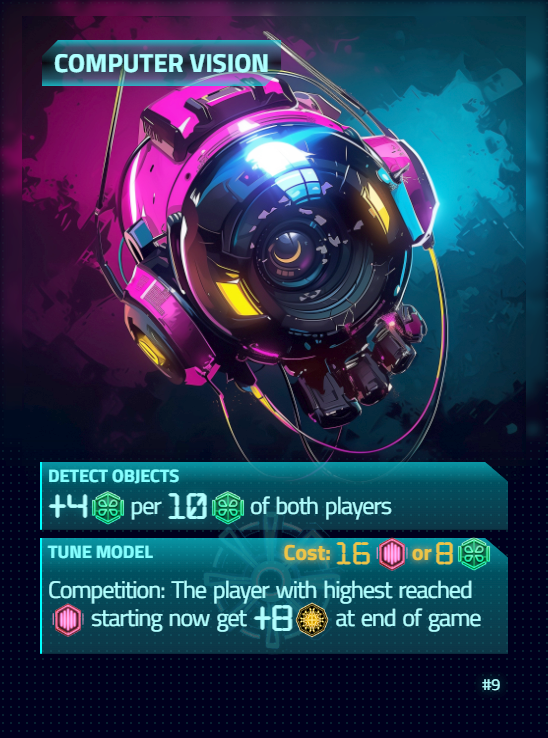 COMPUTER VISION
DETECT OBJECTS
+4 per 10 of both players
TUNE MODEL Cost: 16 or 8
Competition: The player with highest reached
starting now get +8 at end of game
#9